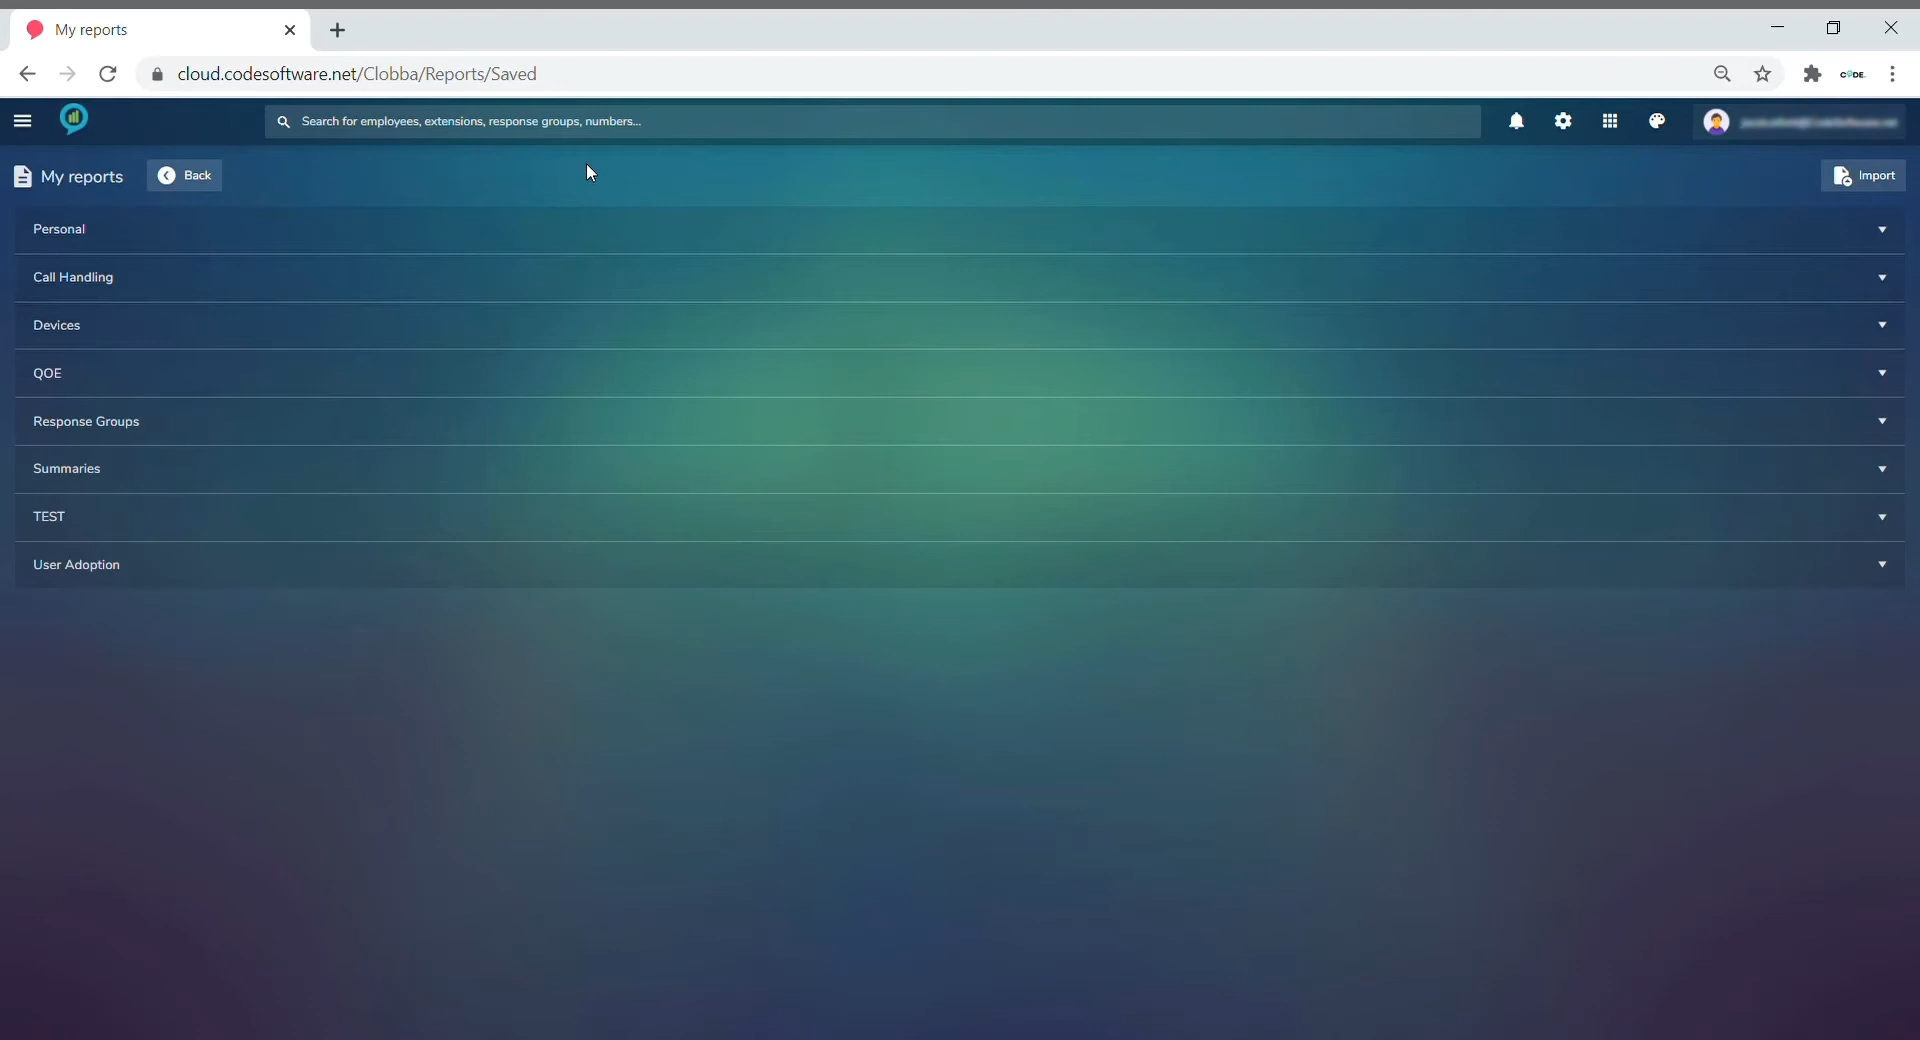 My reports
cloud.codesoftware.net/Clobba/Reports/Saved
CODE.
Search for employees, extensions, response groups, numbers...
My reports
Back
Import
Personal
Call Handling
Devices
QOE
Response Groups
Summaries
TEST
User Adoption